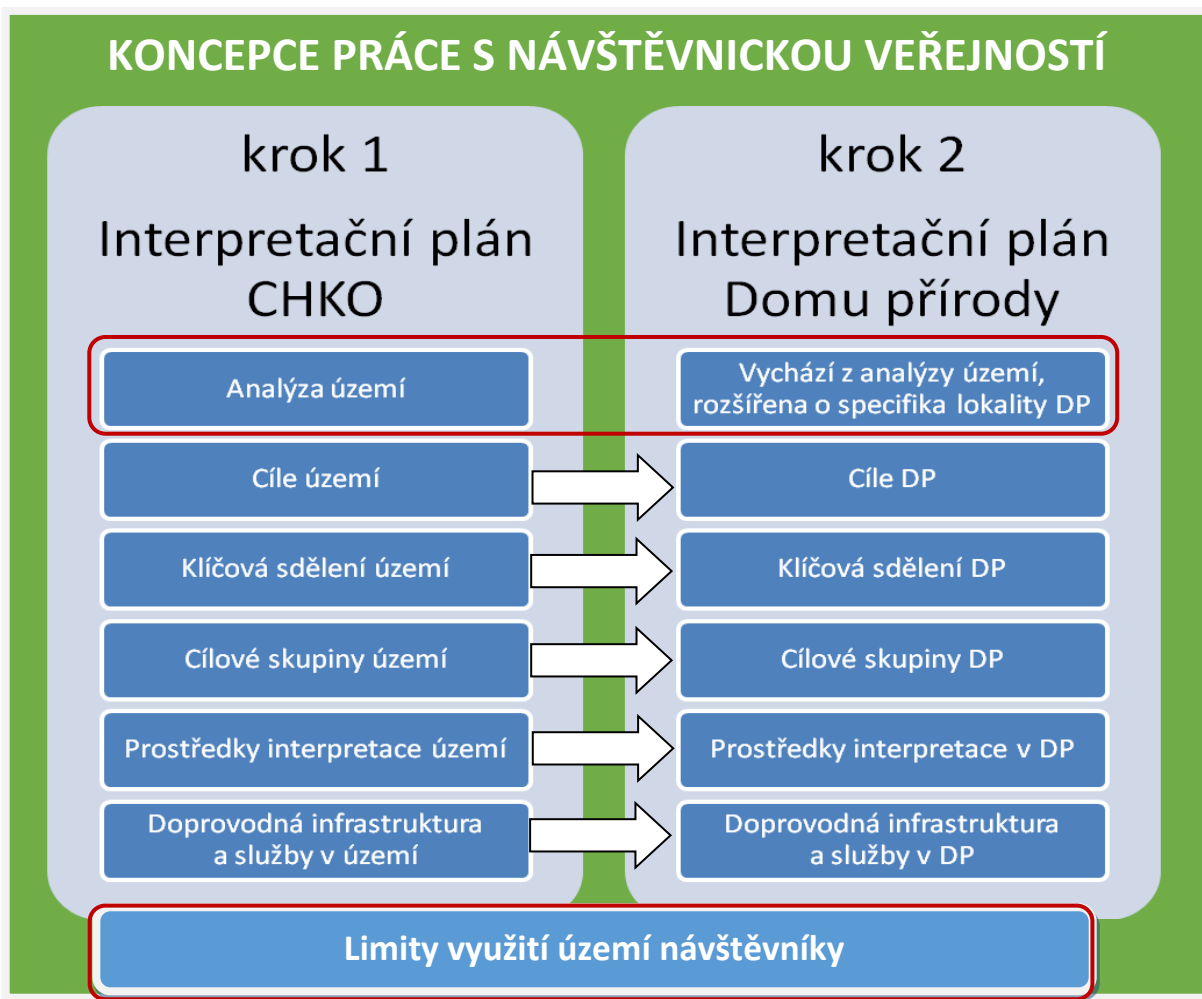 KONCEPCE PRÁCE S NÁVŠTĚVNICKOU VEŘEJNOSTÍ
krok 1
Interpretační plán
CHKO
Analýza území
Cíle území
Klíčová sdělení území
Cílové skupiny území
Prostředky interpretace území
Doprovodná infrastruktura
a služby v území
krok 2
Interpretační plán
Domu přírody
Vychází z analýzy území,
rozšířena o specifika lokality DP
Cíle DP
Klíčová sdělení DP
Cílové skupiny DP
Prostředky interpretace v DP
Doprovodná infrastruktura
a služby v DP
Limity využití území návštěvníky